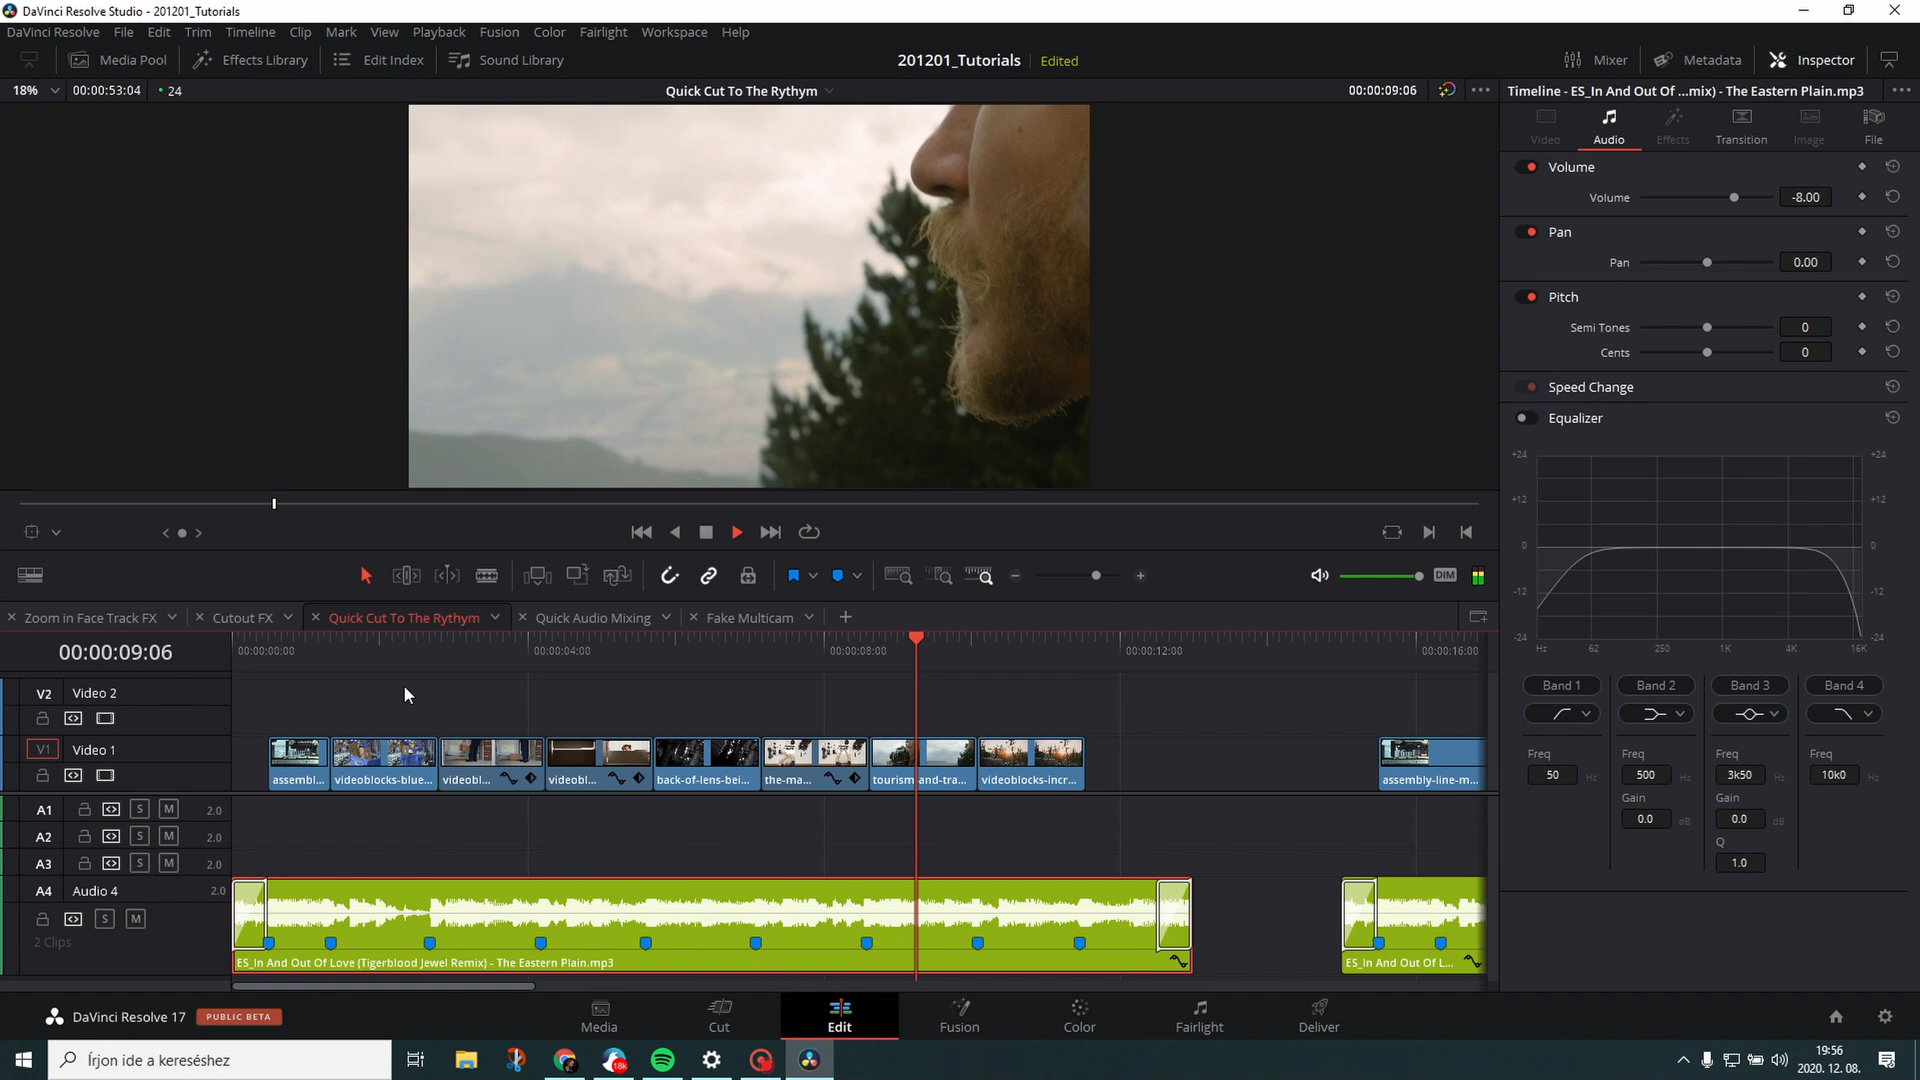 DaVinci Resolve Studio - 201201_Tutorials
DaVinci Resolve File Edit Trim Timeline Clip Mark View Playback Fusion Color Fairlight Workspace Help
Media Pool Effects Library Edit Index Sound Library 201201_Tutorials Edited Mixer Metadata Inspector
18% 00:00:53:04 24 Quick Cut To The Rythym 00:00:09:06 Timeline - ES_In And Out Of ...mix) - The Eastern Plain.mp3
Video Audio Effects Transition Image File
Volume
Volume -8.00
Pan
Pan 0.00
Pitch
Semi Tones 0
Cents 0
Speed Change
Equalizer
+24 +24
+12 +12
0 0
-12 -12
-24 -24
Hz 62 250 1K 4K 16K
Band 1 Band 2 Band 3 Band 4
Freq Freq Freq Freq
50 Hz 500 Hz 3k50 Hz 10k0 Hz
Gain Gain
0.0 dB 0.0 dB
Q
1.0
DIM
Zoom in Face Track FX Cutout FX Quick Cut To The Rythym Quick Audio Mixing Fake Multicam
00:00:09:06 00:00:00:00 00:00:04:00 00:00:08:00 00:00:12:00 00:00:16:00
V2 Video 2
V1 Video 1
assembl... videoblocks-blue... videobl... videobl... back-of-lens-bei... the-ma... tourism-and-tra... videoblocks-incr... assembly-line-m...
A1 S M 2.0
A2 S M 2.0
A3 S M 2.0
A4 Audio 4 2.0
S M
2 Clips
ES_In And Out Of Love (Tigerblood Jewel Remix) - The Eastern Plain.mp3 ES_In And Out Of L...
DaVinci Resolve 17 PUBLIC BETA Media Cut Edit Fusion Color Fairlight Deliver
Írjon ide a kereséshez
18k
19:56
2020. 12. 08.